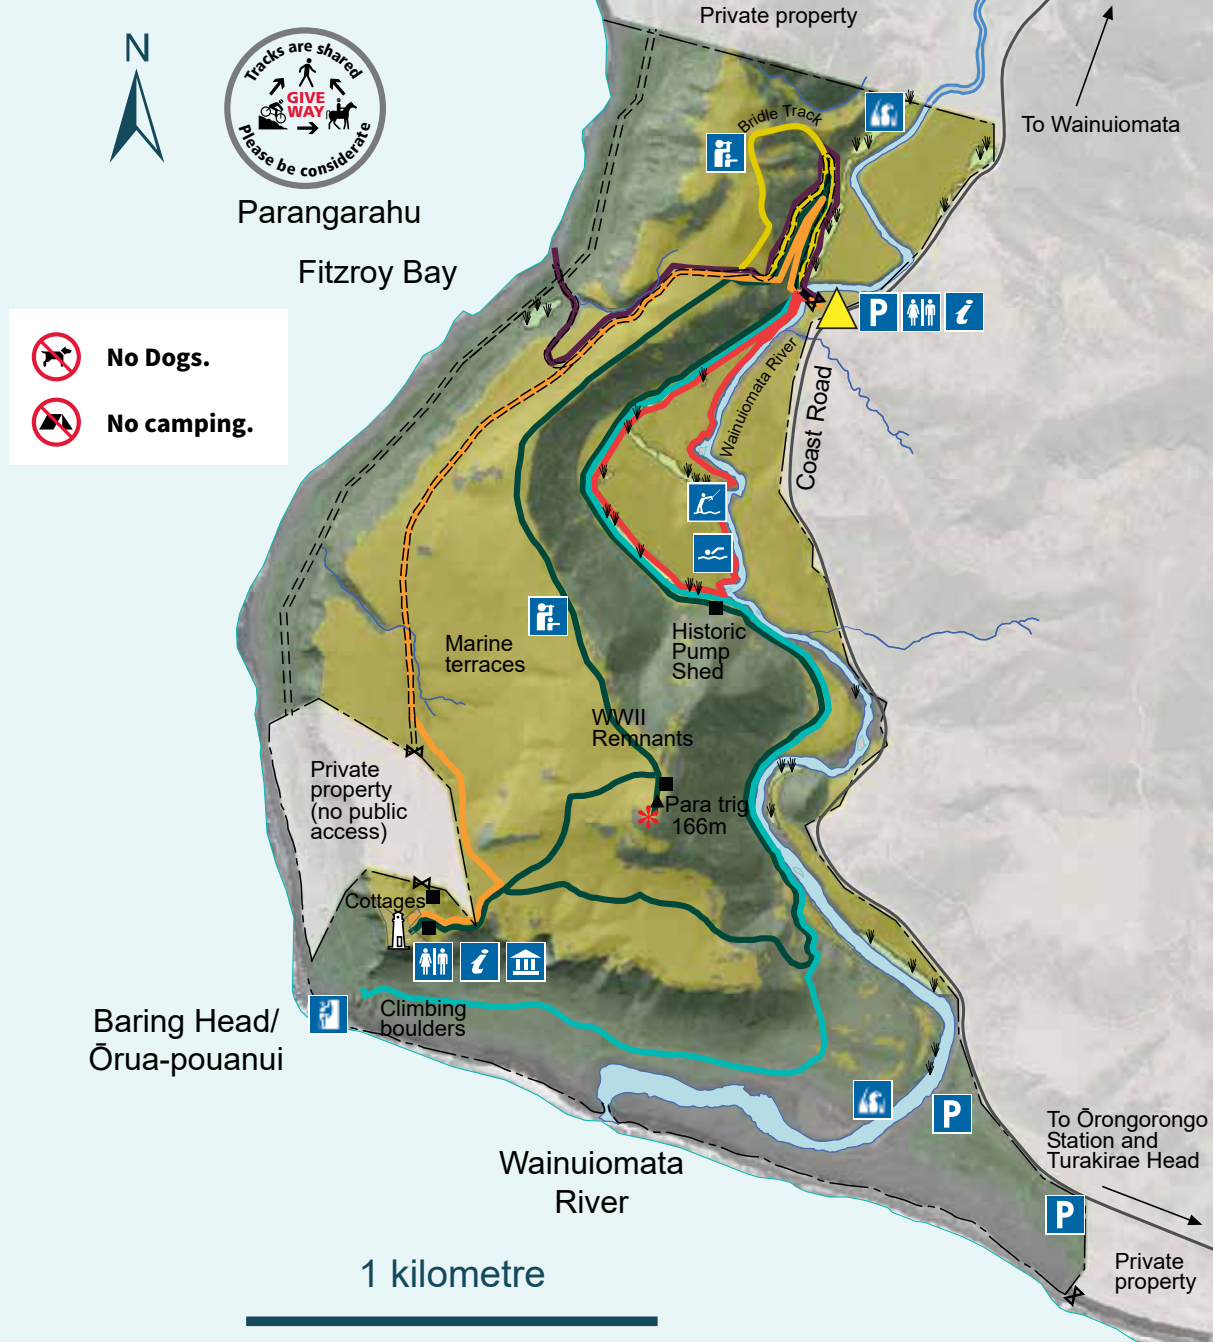 Private property
N
Tracks are shared
GIVE
WAY
Please be considerate
Bridle Track
To Wainuiomata
Parangarahu
Fitzroy Bay
P
i
No Dogs.
No camping.
Wainuiomata River
Coast Road
Historic
Pump
Shed
Marine
terraces
WWII
Remnants
Private
property
(no public
access)
Para trig
166m
Cottages
i
Climbing
boulders
Baring Head/
Ōrua-pouanui
P
To Ōrongorongo
Station and
Turakirae Head
Wainuiomata
River
P
Private
property
1 kilometre